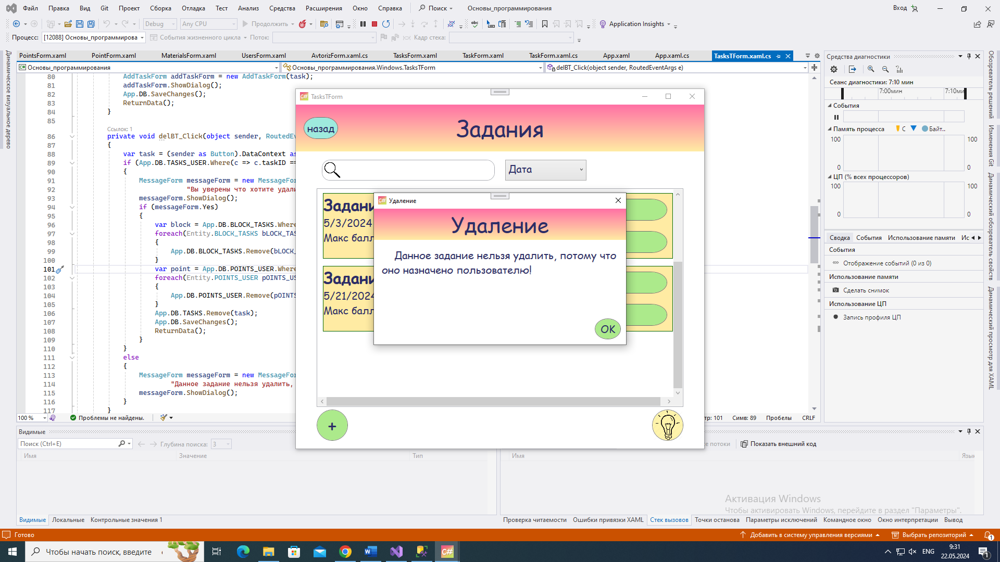 Файл Правка Вид Git Проект Сборка Отладка Тест Анализ Средства Расширения Окно Справка Поиск Основы_программирования Вход
Debug Any CPU Продолжить Application Insights
Процесс: [12088] Основы_программирова События жизненного цикла Поток: Кадр стека:
PointsForm.xaml PointForm.xaml MaterialsForm.xaml UsersForm.xaml AvtorizForm.xaml.cs TasksForm.xaml TaskForm.xaml TaskForm.xaml.cs App.xaml App.xaml.cs TasksTForm.xaml.cs
Основы_программирования Основы_программирования.Windows.TasksTForm delBT_Click(object sender, RoutedEventArgs e)
Динамическое визуальное дерево
80 AddTaskForm addTaskForm = new AddTaskForm(task);
81 addTaskForm.ShowDialog();
82 App.DB.SaveChanges();
83 ReturnData();
84 }
85
Ссылок: 1
86 private void delBT_Click(object sender, RoutedEv
87 {
88 var task = (sender as Button).DataContext as
89 if (App.DB.TASKS_USER.Where(c => c.taskID ==
90 {
91 MessageForm messageForm = new MessageFor
92 "Вы уверены что хотите удали
93 messageForm.ShowDialog();
94 if (messageForm.Yes)
95 {
96 var block = App.DB.BLOCK_TASKS.Where
97 foreach(Entity.BLOCK_TASKS bLOCK_TAS
98 {
99 App.DB.BLOCK_TASKS.Remove(bLOCK_
100 }
101 var point = App.DB.POINTS_USER.Where
102 foreach(Entity.POINTS_USER pOINTS_US
103 {
104 App.DB.POINTS_USER.Remove(pOINTS
105 }
106 App.DB.TASKS.Remove(task);
107 App.DB.SaveChanges();
108 ReturnData();
109 }
110 }
111 else
112 {
113 MessageForm messageForm = new MessageFor
114 "Данное задание нельзя удалить,
115 messageForm.ShowDialog();
116 }
117 }
100 % Проблемы не найдены. тр: 101 Симв: 89 Пробелы CRLF
TasksTForm
назад
Задания
Дата
Задани
5/3/2024
Макс балл
Задани
5/21/2024
Макс балл
+
Удаление
Удаление
Данное задание нельзя удалить, потому что
оно назначено пользователю!
OK
Средства диагностики
Сеанс диагностики: 7:10 мин
7:00мин 7:10ми
События
Память процесса С Байт..
100 100
0 0
ЦП (% всех процессоров)
100 100
0 0
Сводка События Использование памяти Ис
События
Отображение событий (0 из 0)
Использование памяти
Сделать снимок
Использование ЦП
Запись профиля ЦП
Обозреватель решений
Изменения Git
Динамический обозреватель свойств
Динамический просмотр для XAML
Видимые
Поиск (Ctrl+E) Глубина поиска: 3
Имя Значение Тип
е потоки Показать внешний код
Имя Язык
Активация Windows
Чтобы активировать Windows, перейдите в раздел "Параметры".
Видимые Локальные Контрольные значения 1
Проверка читаемости Ошибки привязки XAML Стек вызовов Точки останова Параметры исключений Командное окно Окно интерпретации Вывод
Готово Добавить в систему управления версиями Выбрать репозиторий 1
Чтобы начать поиск, введите C# ENG 9:31
22.05.2024 1